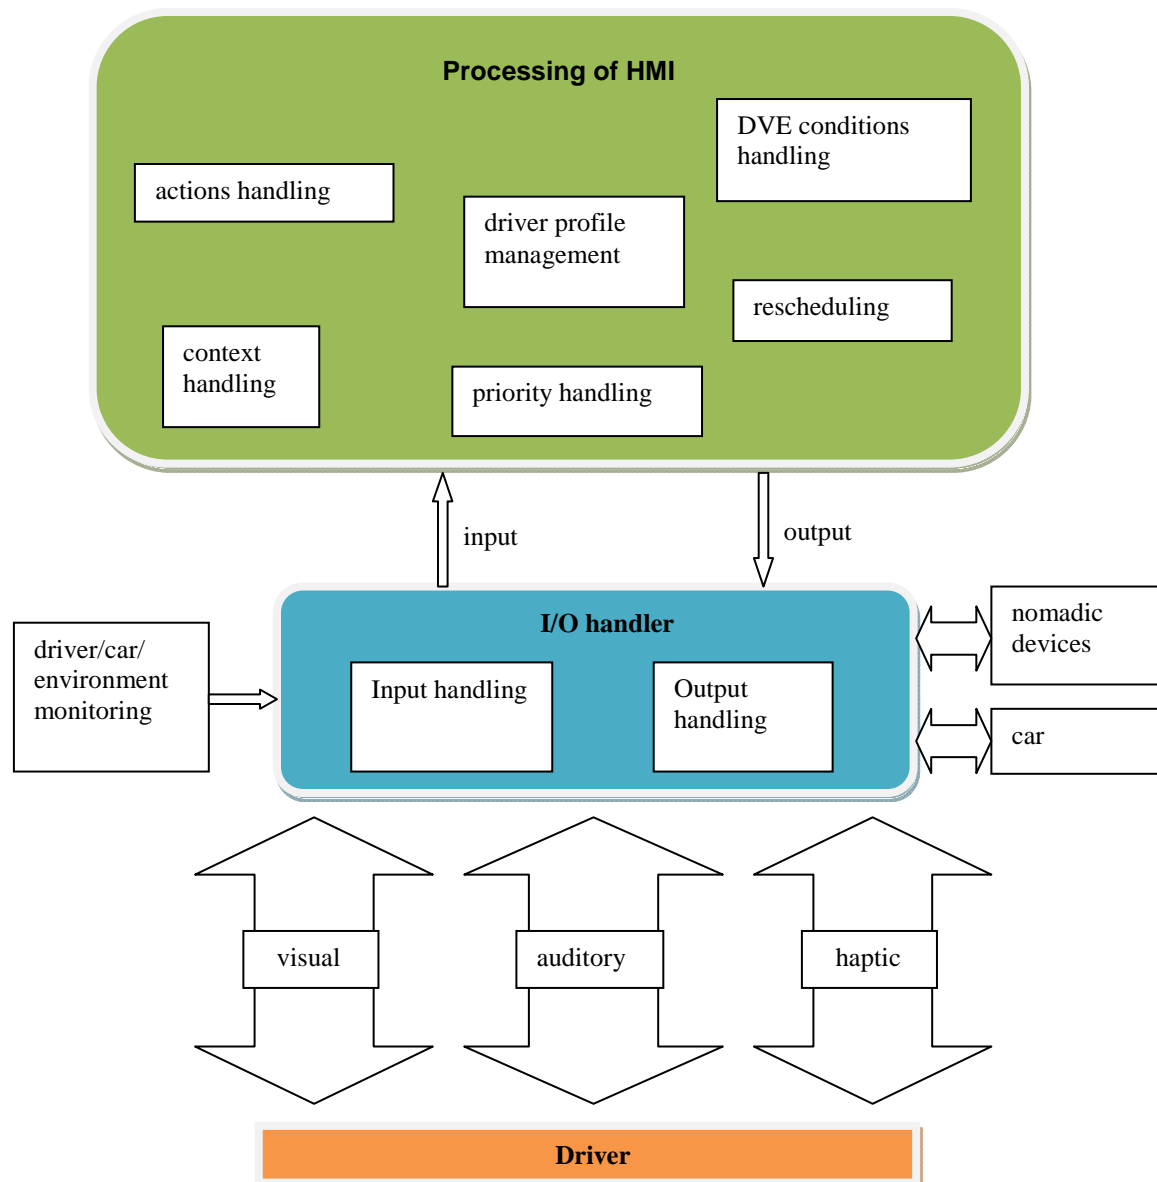 Processing of HMI
DVE conditions
handling
actions handling
driver profile
management
rescheduling
context
handling
priority handling
input
output
I/O handler
nomadic
devices
driver/car/
environment
monitoring
Input handling
Output
handling
car
visual
auditory
haptic
Driver